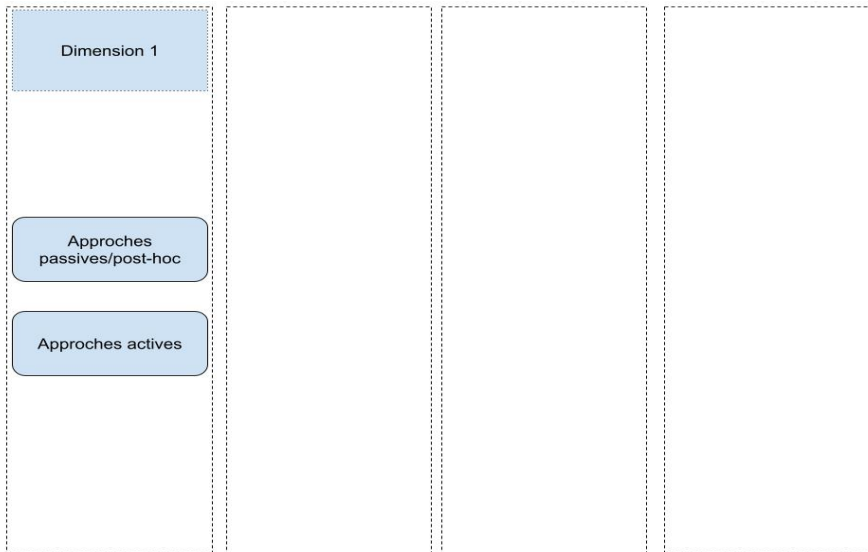 Dimension 1
Approches
passives/post-hoc
Approches actives